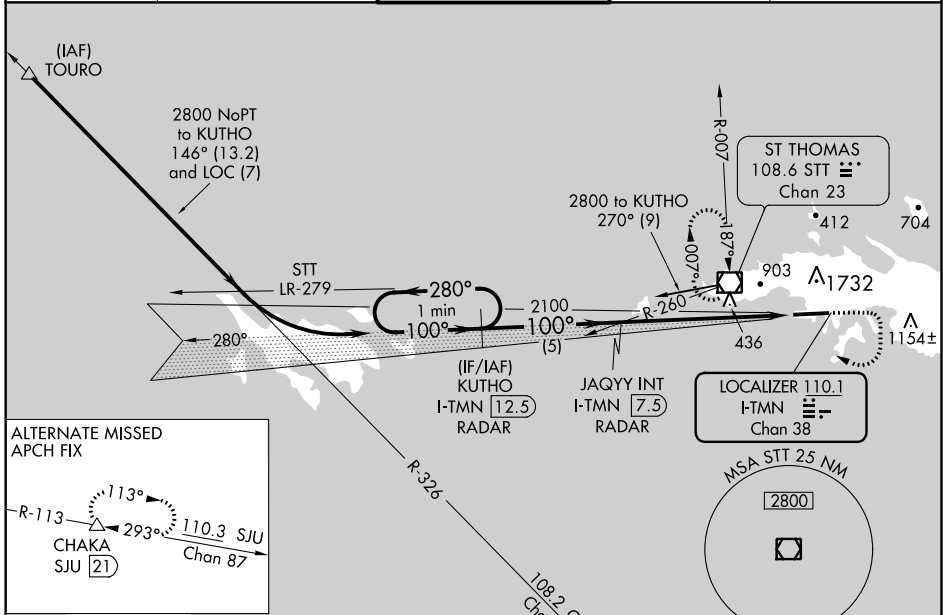 (IAF)
TOURO
2800 NoPT
to KUTHO
146° (13.2)
and LOC (7)
R-007
ST THOMAS
108.6 STT
Chan 23
2800 to KUTHO
270° (9)
187°
007°
412
704
903
1732
STT
LR-279
280°
1 min
2100
R-260
100°
100°
(5)
280°
436
1154±
(IF/IAF)
KUTHO
I-TMN 12.5
RADAR
JAQYY INT
I-TMN 7.5
RADAR
LOCALIZER 110.1
I-TMN
Chan 38
ALTERNATE MISSED
APCH FIX
113°
R-113
293°
110.3 SJU
Chan 87
CHAKA
SJU 21
R-326
MSA STT 25 NM
2800
108.2